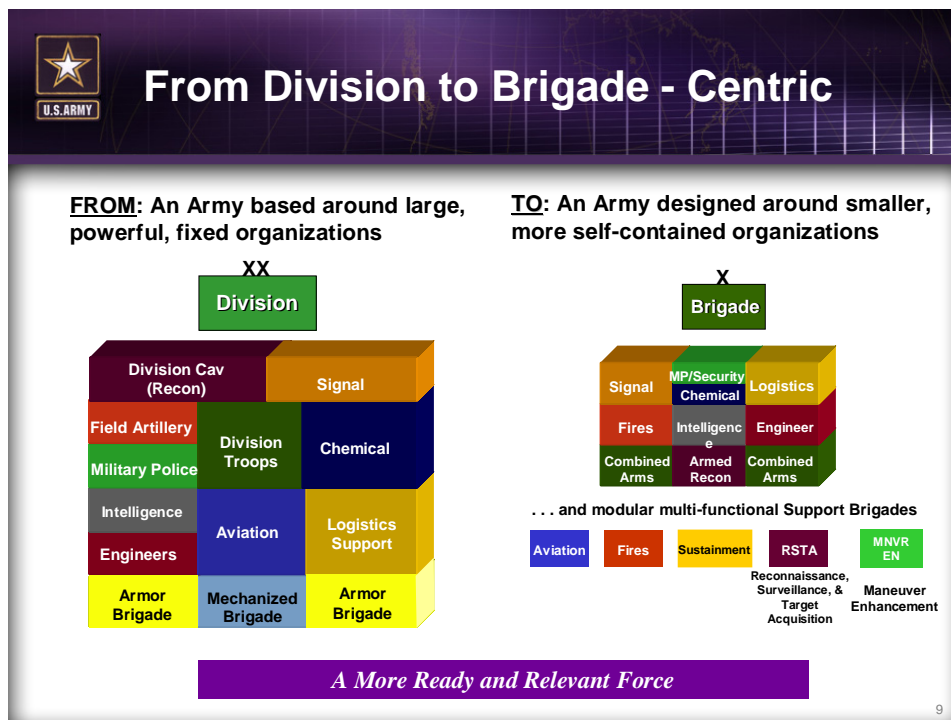 U.S.ARMY
From Division to Brigade - Centric
FROM: An Army based around large,
powerful, fixed organizations
XX
Division
Division Cav
(Recon)
Signal
Field Artillery
Military Police
Division
Troops
Chemical
Intelligence
Engineers
Aviation
Logistics
Support
Armor
Brigade
Mechanized
Brigade
Armor
Brigade
TO: An Army designed around smaller,
more self-contained organizations
X
Brigade
Signal
MP/Security
Chemical
Logistics
Fires
Intelligenc
e
Engineer
Combined
Arms
Armed
Recon
Combined
Arms
. . . and modular multi-functional Support Brigades
Aviation
Fires
Sustainment
RSTA
MNVR
EN
Reconnaissance,
Surveillance, &
Target
Acquisition
Maneuver
Enhancement
A More Ready and Relevant Force
9